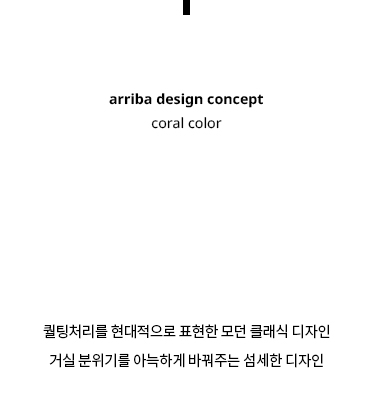 arriba design concept
coral color
퀼팅처리를 현대적으로 표현한 모던 클래식 디자인
거실 분위기를 아늑하게 바꿔주는 섬세한 디자인